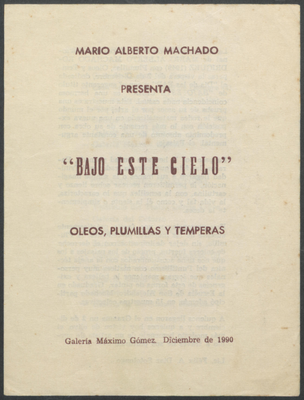 MARIO ALBERTO MACHADO
PRESENTA
“BAJO ESTE CIELO”
OLEOS, PLUMILLAS Y TEMPERAS
Galería Máximo Gómez. Diciembre de 1990